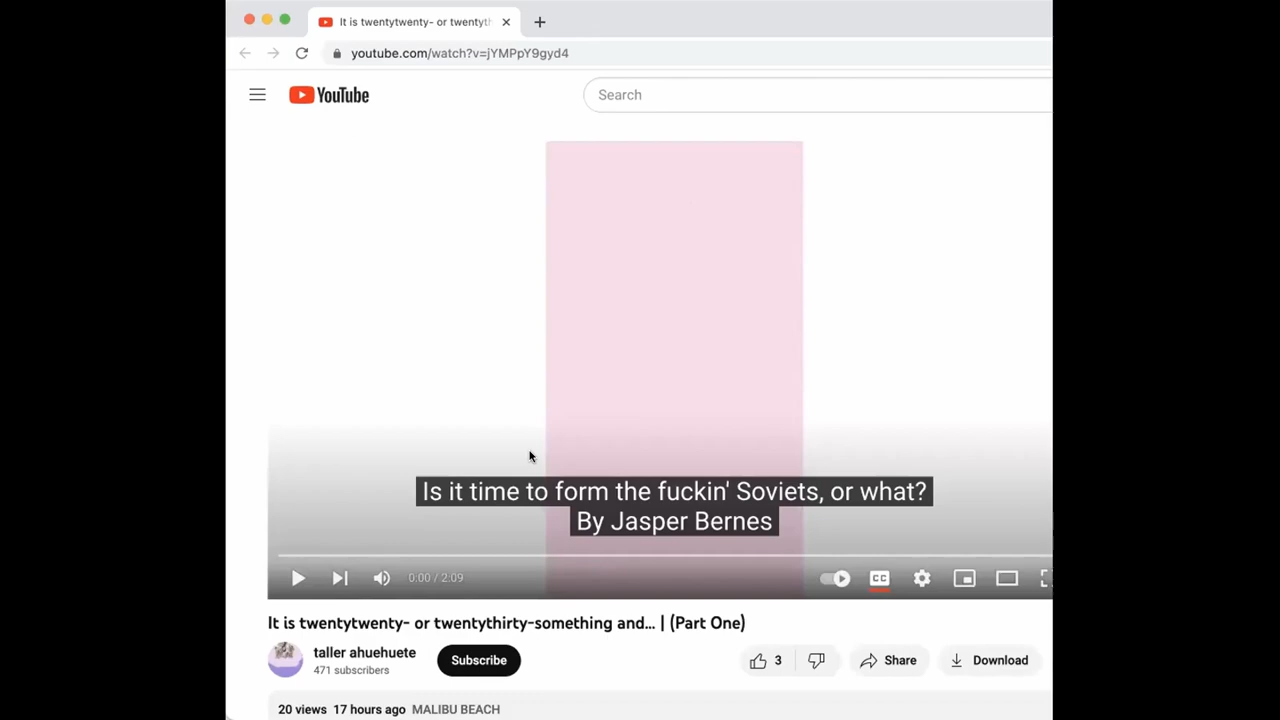 It is twentytwenty- or twentyth
youtube.com/watch?v=jYMPpY9gyd4
YouTube
Search
Is it time to form the fuckin' Soviets, or what?
By Jasper Bernes
0:00 / 2:09
CC
It is twentytwenty- or twentythirty-something and... | (Part One)
taller ahuehuete
471 subscribers
Subscribe
3
Share
Download
20 views 17 hours ago MALIBU BEACH